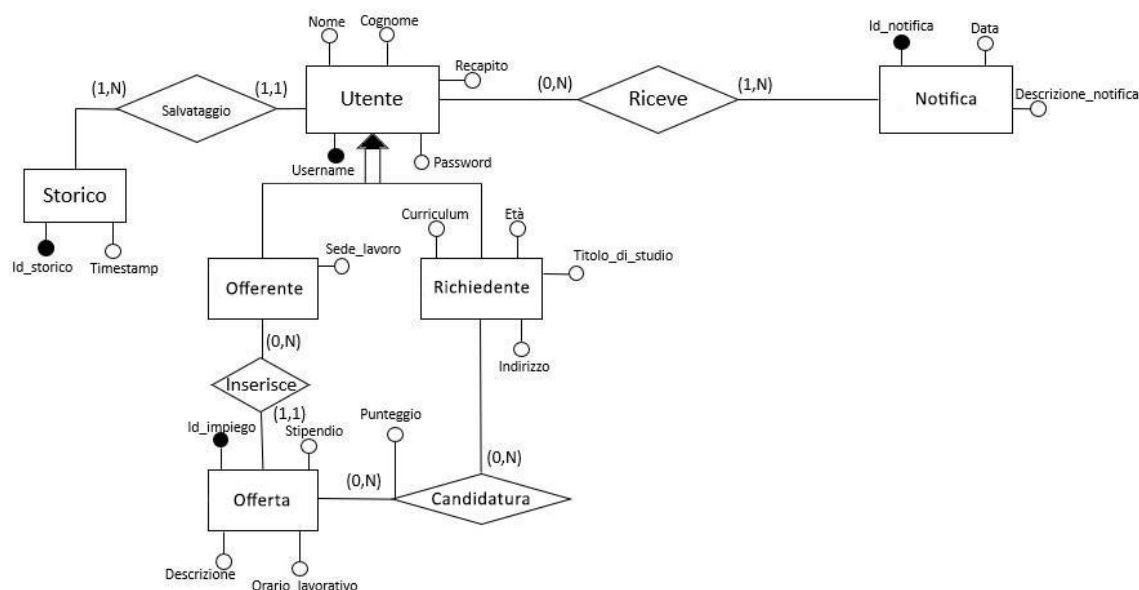 Nome
Cognome
Recapito
Id_notifica
Data
(1,N)
(1,1)
Salvataggio
Utente
(0,N)
Riceve
(1,N)
Notifica
Descrizione_notifica
Username
Password
Storico
Id_storico
Timestamp
Curriculum
Età
Sede_lavoro
Titolo_di_studio
Offerente
Richiedente
(0,N)
Indirizzo
Inserisce
(1,1)
Id_impiego
Stipendio
Punteggio
(0,N)
(0,N)
Offerta
Candidatura
Descrizione
Orario_lavorativo